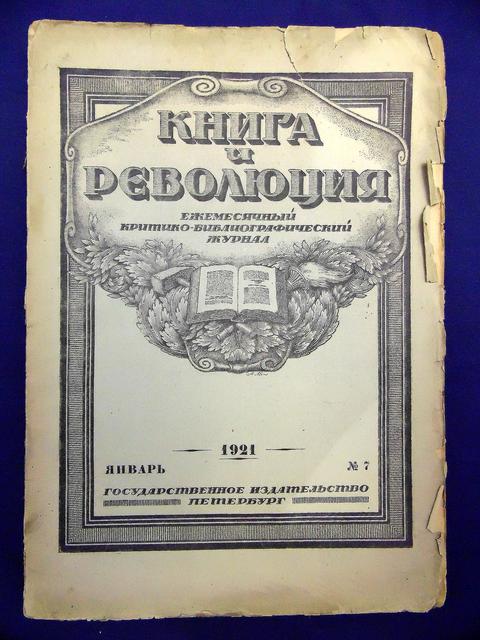 КНИГА
и
РЕВОЛЮЦИЯ
ЕЖЕМЕСЯЧНЫЙ
КРИТИКО-БИБЛИОГРАФИЧЕСКИЙ
ЖУРНАЛ
1921
ЯНВАРЬ № 7
ГОСУДАРСТВЕННОЕ ИЗДАТЕЛЬСТВО
ПЕТЕРБУРГ